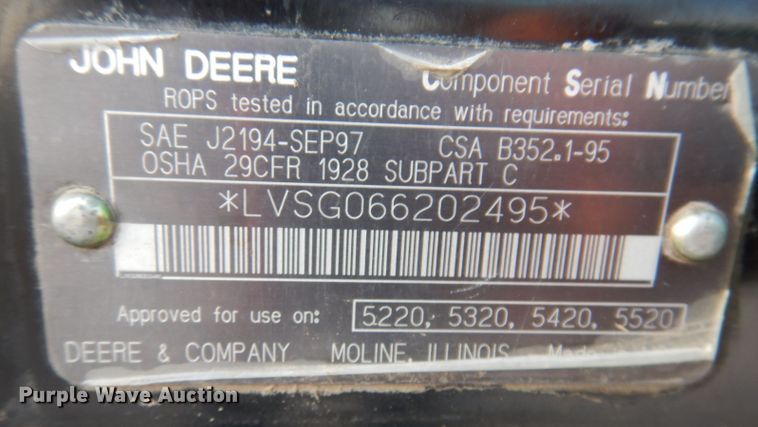 JOHN DEERE Component Serial Number
ROPS tested in accordance with requirements:
SAE J2194-SEP97 CSA B352.1-95
OSHA 29CFR 1928 SUBPART C
*LVSG066202495*
Approved for use on: 5220, 5320, 5420, 5520
DEERE & COMPANY MOLINE, ILLINOIS Made
Purple Wave Auction